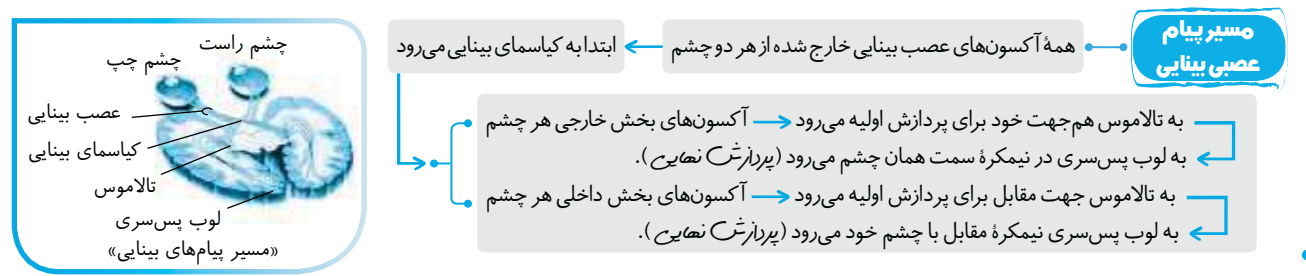 مسیر پیام
عصبی بینایی
همهٔ آکسون‌های عصب بینایی خارج شده از هر دو چشم
ابتدا به کیاسمای بینایی می‌رود
آکسون‌های بخش خارجی هر چشم
به تالاموس هم‌جهت خود برای پردازش اولیه می‌رود
به لوب پس‌سری در نیمکرهٔ سمت همان چشم می‌رود (پردازش نهایی).
آکسون‌های بخش داخلی هر چشم
به تالاموس جهت مقابل برای پردازش اولیه می‌رود
به لوب پس‌سری نیمکرهٔ مقابل با چشم خود می‌رود (پردازش نهایی).
چشم راست
چشم چپ
عصب بینایی
کیاسمای بینایی
تالاموس
لوب پس‌سری
«مسیر پیام‌های بینایی»